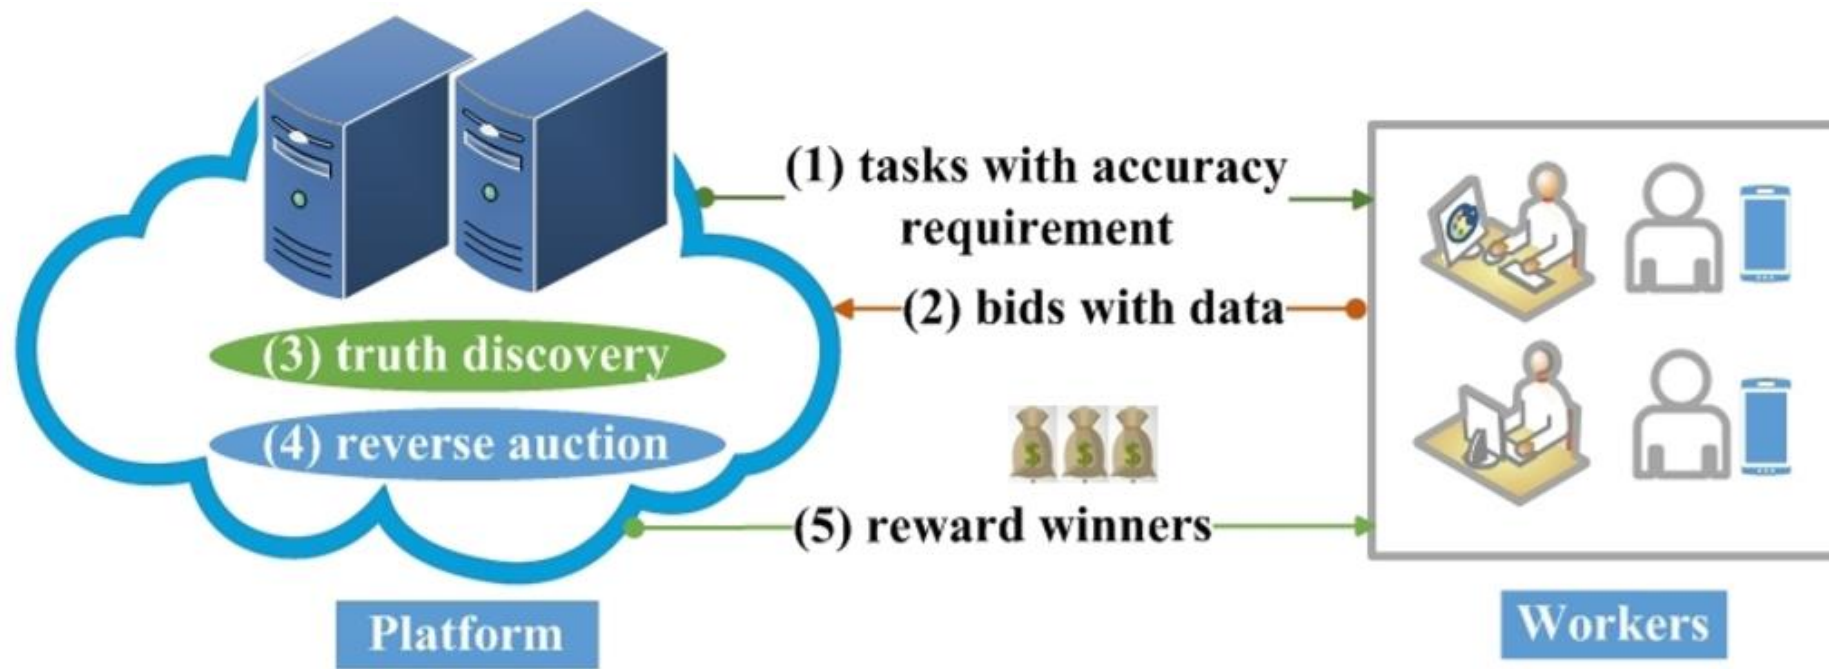 (1) tasks with accuracy
requirement
(2) bids with data
(3) truth discovery
(4) reverse auction
$ $ $
(5) reward winners
Platform
Workers